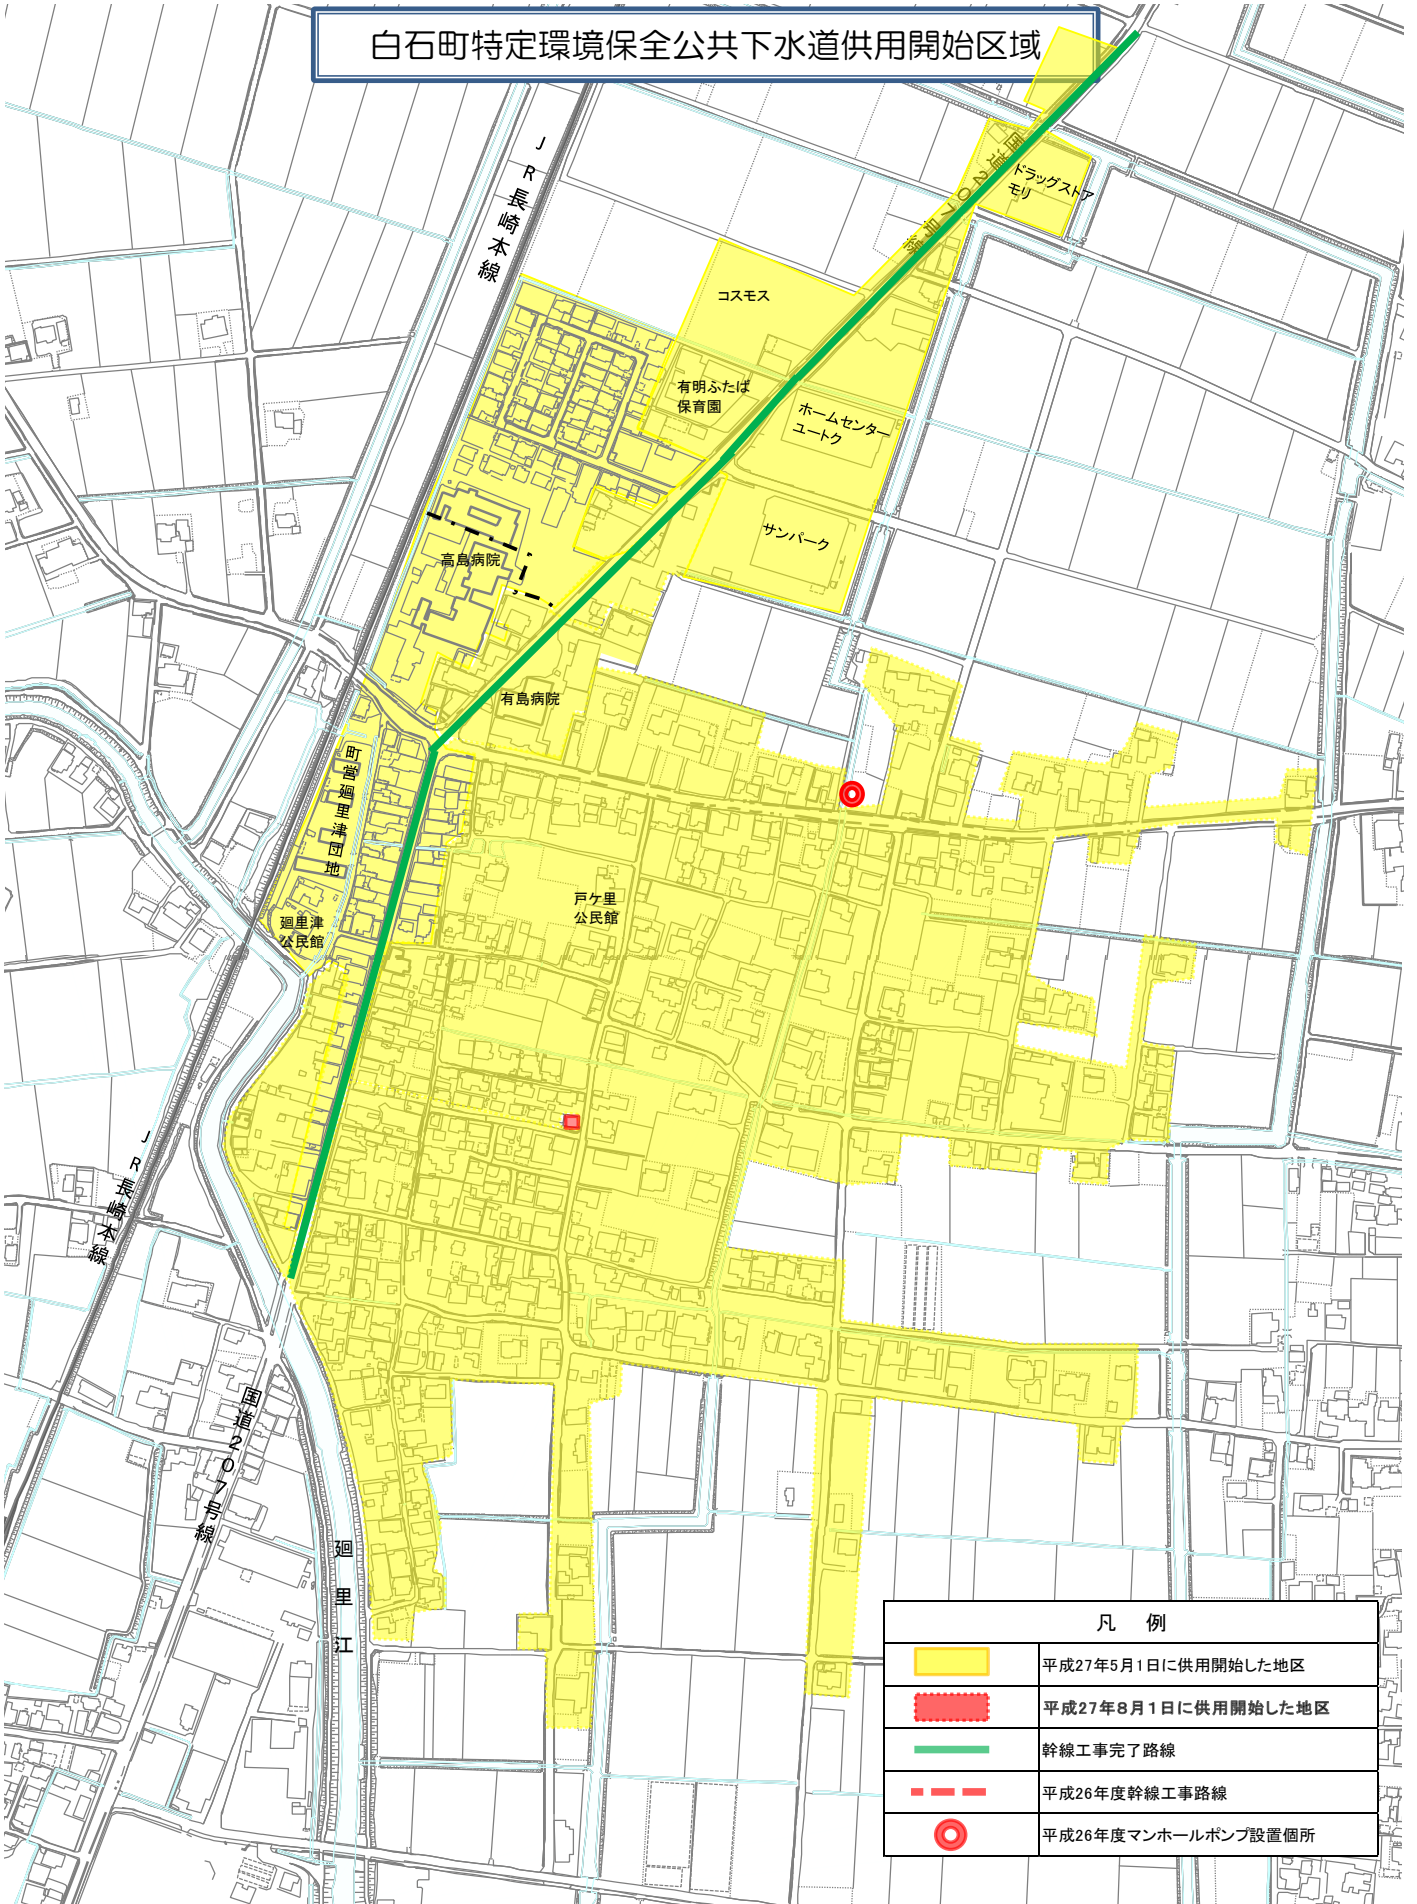 白石町特定環境保全公共下水道供用開始区域
JR長崎本線
国道207号線
ドラッグストア
モリ
コスモス
有明ふたば
保育園
ホームセンター
ユートク
サンパーク
高島病院
有島病院
町営廻里津団地
戸ケ里
公民館
廻里津
公民館
JR長崎本線
国道207号線
廻里江
凡 例
平成27年5月1日に供用開始した地区
平成27年8月1日に供用開始した地区
幹線工事完了路線
平成26年度幹線工事路線
平成26年度マンホールポンプ設置個所